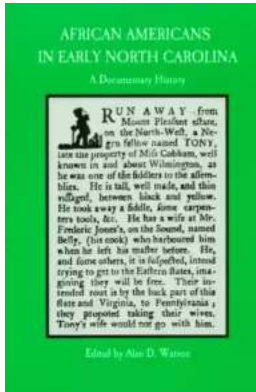 AFRICAN AMERICANS
IN EARLY NORTH CAROLINA
A Documentary History
RUN AWAY from
Mount Pleasant estate,
on the North-West, a Ne-
gro fellow named TONY,
late the property of Miss Cobham, well
known in and about Wilmington, as
he was one of the fiddlers to the assem-
blies. He is tall, well made, and thin
visaged, between black and yellow.
He took away a fiddle, some carpen-
ters tools, &c. He has a wife at Mr.
Frederic Jones's, on the Sound, named
Betty, (his cook) who harboured him
when he left his master before. He,
and some others, it is suspected, intend
trying to get to the Eastern States, ima-
gining they will be free. Their in-
tended rout is by the back part of this
state and Virginia, to Pennsylvania;
they proposed taking their wives.
Tony's wife would not go with him.
Edited by Alan D. Watson